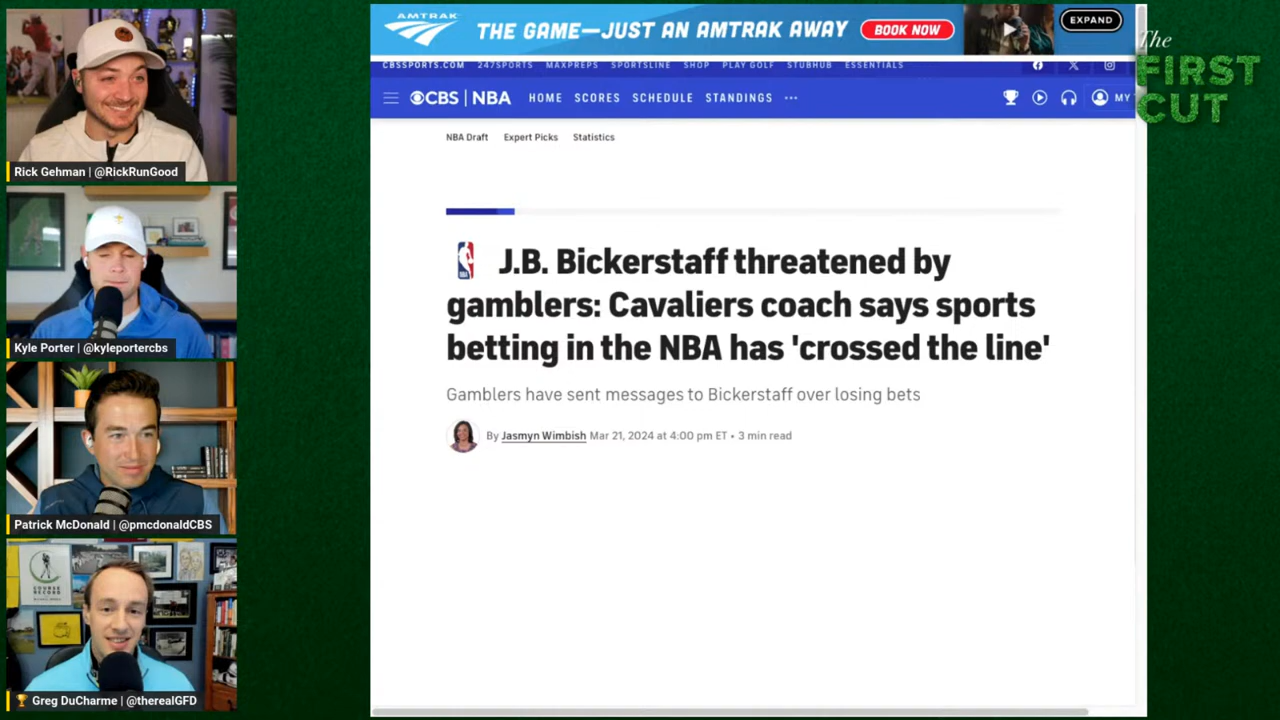 Rick Gehman | @RickRunGood
Kyle Porter | @kyleportercbs
Patrick McDonald | @pmcdonaldCBS
Greg DuCharme | @therealGFD
AMTRAK
THE GAME—JUST AN AMTRAK AWAY
BOOK NOW
EXPAND
The
FIRST
CUT
CBSSPORTS.COM 247SPORTS MAXPREPS SPORTSLINE SHOP PLAY GOLF STUBHUB ESSENTIALS
CBS | NBA HOME SCORES SCHEDULE STANDINGS ••• MY
NBA Draft Expert Picks Statistics
J.B. Bickerstaff threatened by
gamblers: Cavaliers coach says sports
betting in the NBA has 'crossed the line'
Gamblers have sent messages to Bickerstaff over losing bets
By Jasmyn Wimbish Mar 21, 2024 at 4:00 pm ET • 3 min read
COURSE
RECORD